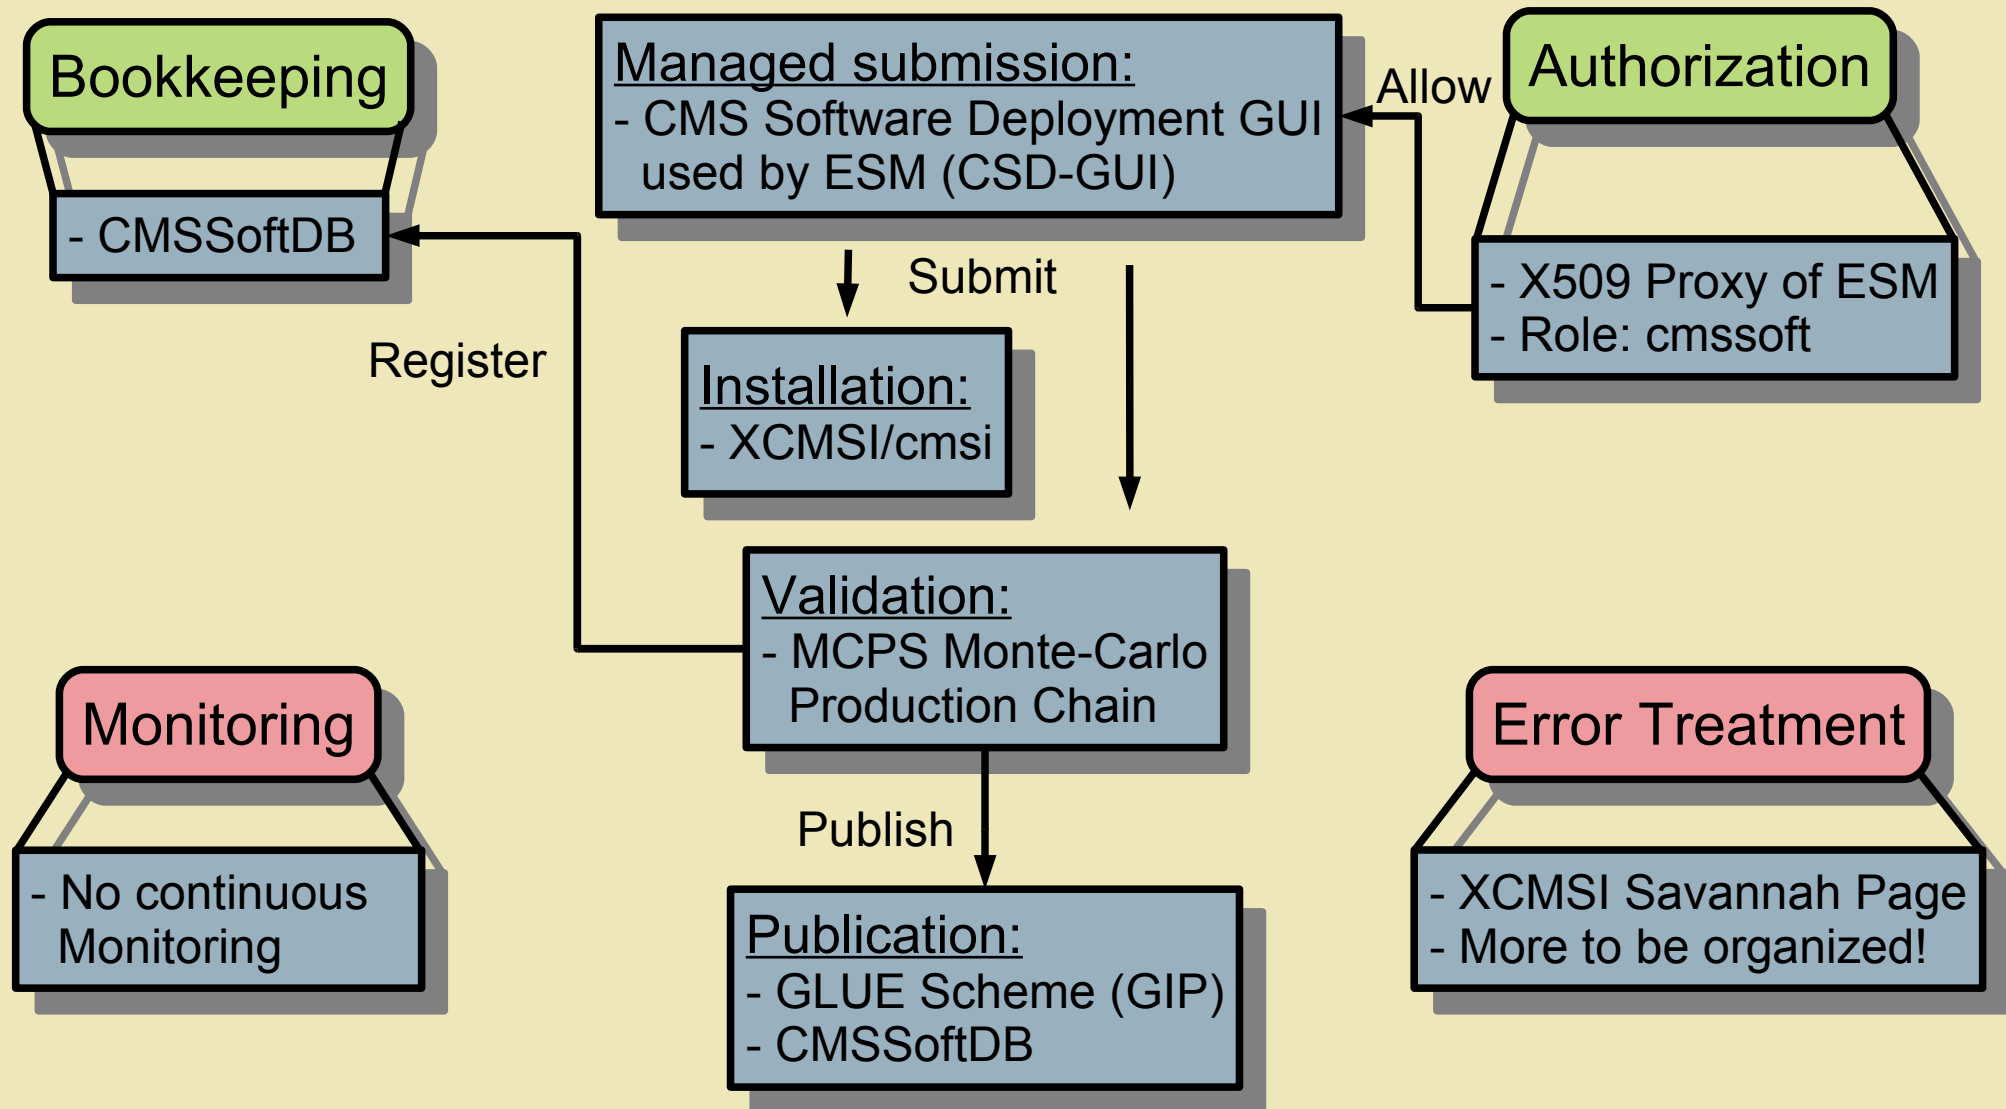 Bookkeeping
- CMSSoftDB
Managed submission:
- CMS Software Deployment GUI
used by ESM (CSD-GUI)
Allow
Authorization
- X509 Proxy of ESM
- Role: cmssoft
Submit
Register
Installation:
- XCMSI/cmsi
Validation:
- MCPS Monte-Carlo
Production Chain
Monitoring
- No continuous
Monitoring
Publish
Error Treatment
- XCMSI Savannah Page
- More to be organized!
Publication:
- GLUE Scheme (GIP)
- CMSSoftDB